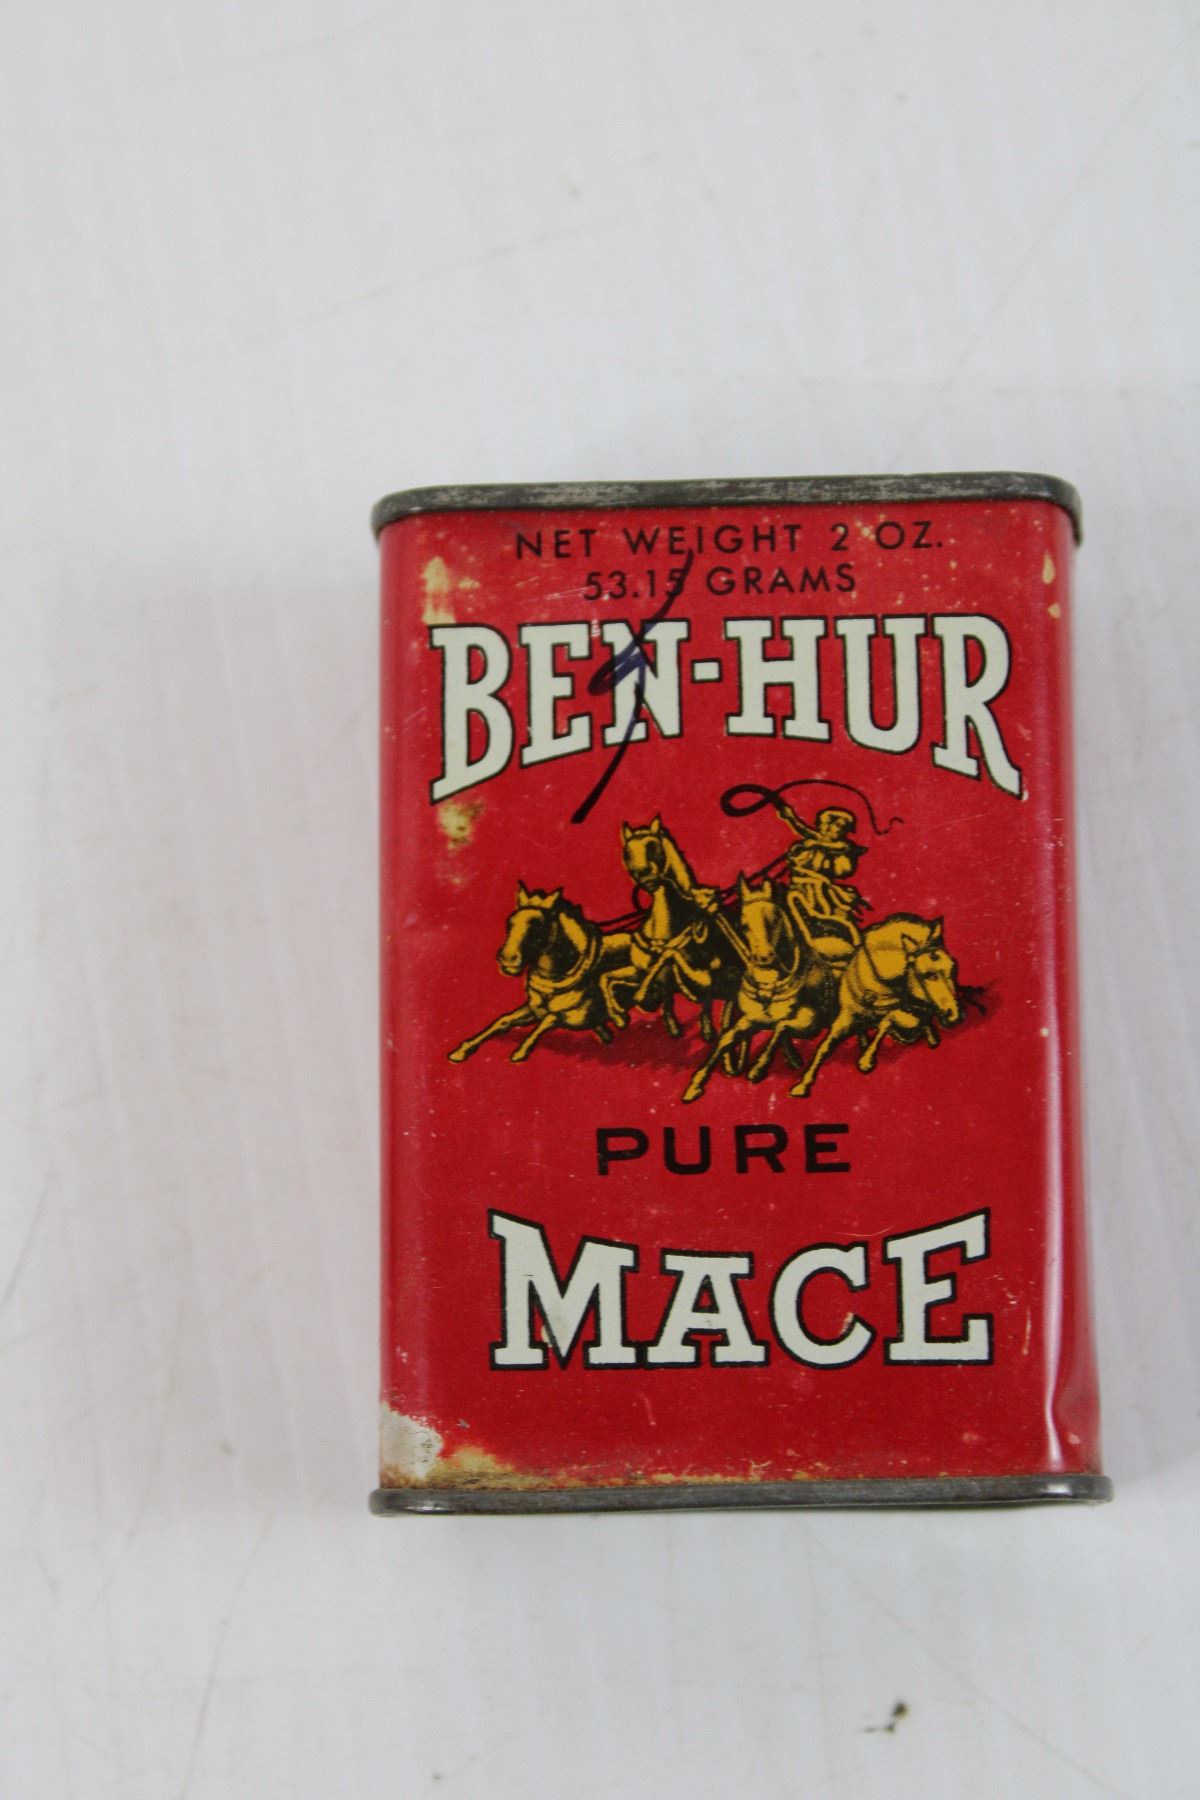 NET WEIGHT 2 OZ.
53.15 GRAMS
BEN-HUR
PURE
MACE